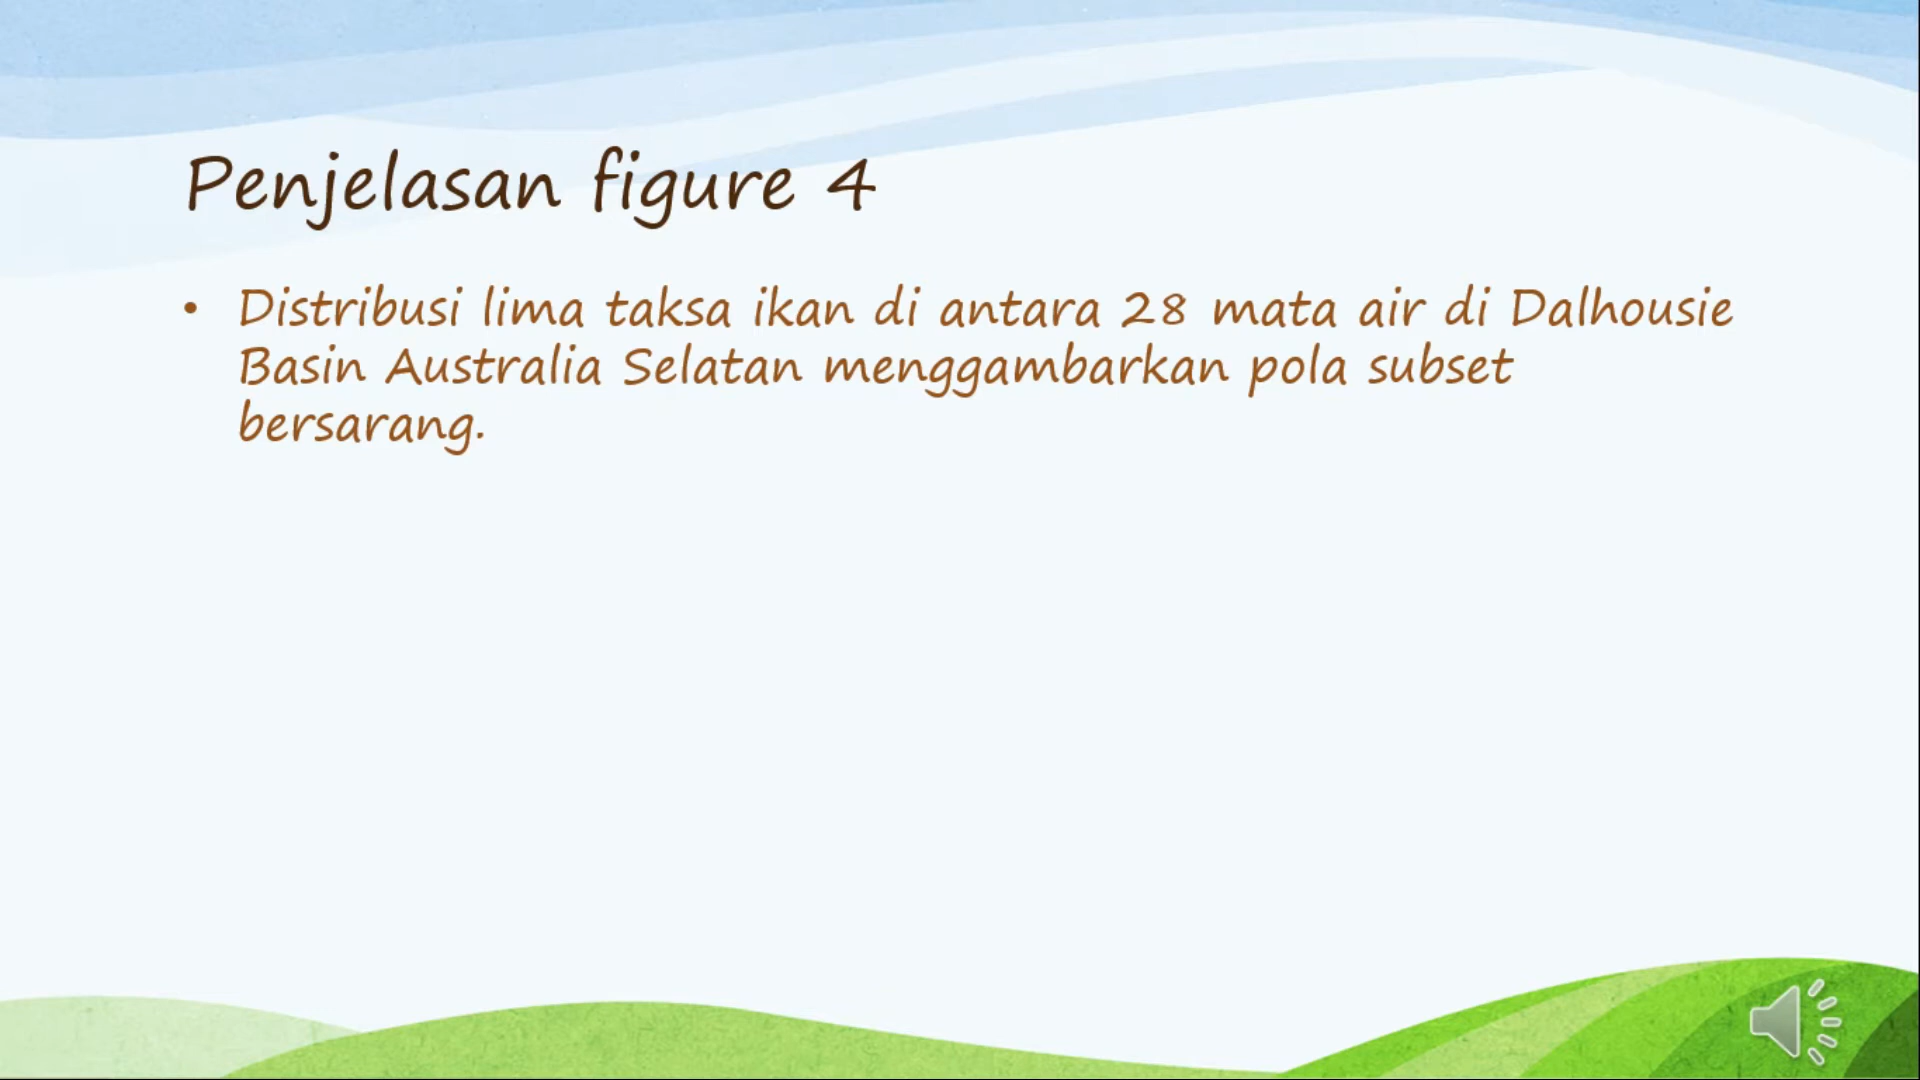 Penjelasan figure 4
• Distribusi lima taksa ikan di antara 28 mata air di Dalhousie
Basin Australia Selatan menggambarkan pola subset
bersarang.